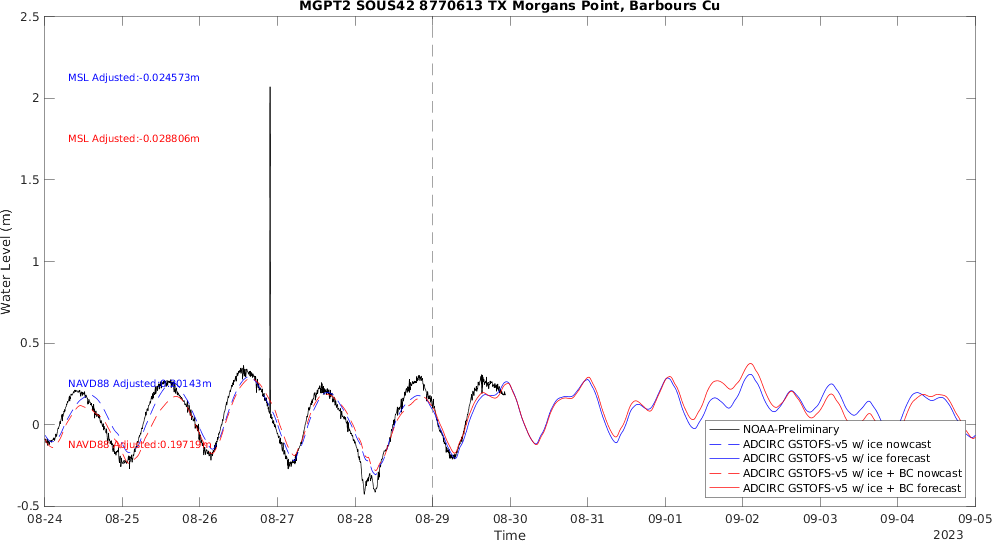 MGPT2 SOUS42 8770613 TX Morgans Point, Barbours Cu
2.5
2
1.5
1
0.5
0
-0.5
Water Level (m)
MSL Adjusted:-0.024573m
MSL Adjusted:-0.028806m
NAVD88 Adjusted:0.20143m
NAVD88 Adjusted:0.19719m
NOAA-Preliminary
ADCIRC GSTOFS-v5 w/ ice nowcast
ADCIRC GSTOFS-v5 w/ ice forecast
ADCIRC GSTOFS-v5 w/ ice + BC nowcast
ADCIRC GSTOFS-v5 w/ ice + BC forecast
08-24 08-25 08-26 08-27 08-28 08-29 08-30 08-31 09-01 09-02 09-03 09-04 09-05
Time
2023